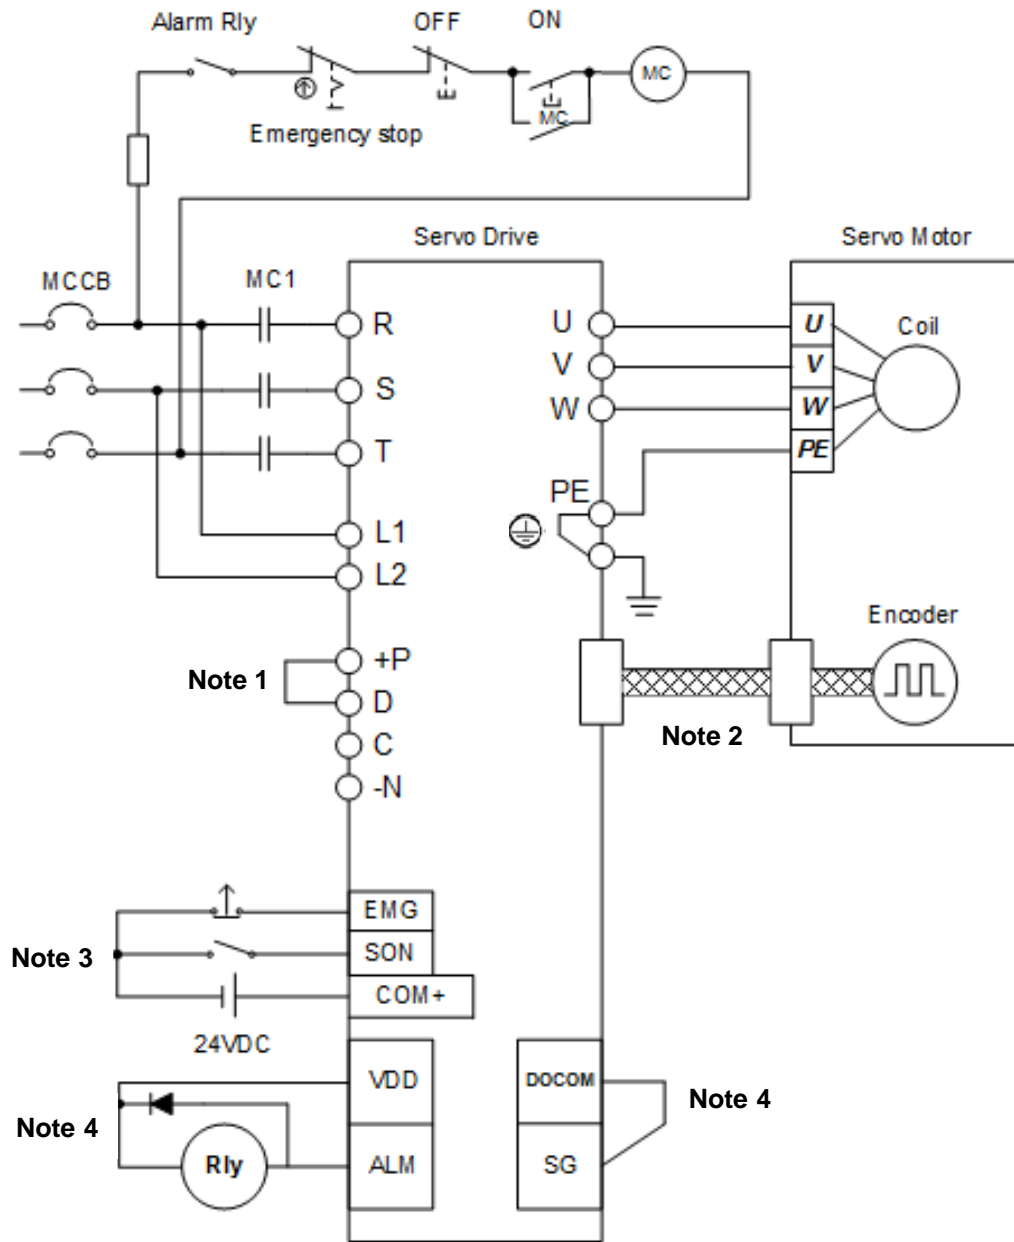 Alarm Rly
OFF
ON
MC
MC
Emergency stop
Servo Drive
Servo Motor
MCCB
MC1
R
U
U
Coil
S
V
V
W
W
T
PE
PE
L1
L2
Encoder
+P
Note 1
D
Note 2
C
-N
EMG
Note 3
SON
COM+
24VDC
VDD
DOCOM
Note 4
Note 4
Rly
ALM
SG